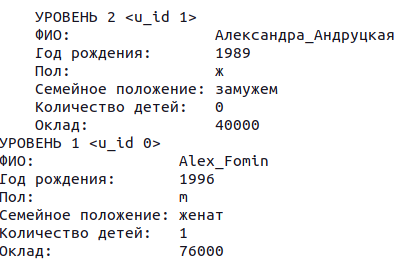 УРОВЕНЬ 2 <u_id 1>
ФИО: Александра_Андруцкая
Год рождения: 1989
Пол: ж
Семейное положение: замужем
Количество детей: 0
Оклад: 40000
УРОВЕНЬ 1 <u_id 0>
ФИО: Alex_Fomin
Год рождения: 1996
Пол: m
Семейное положение: женат
Количество детей: 1
Оклад: 76000